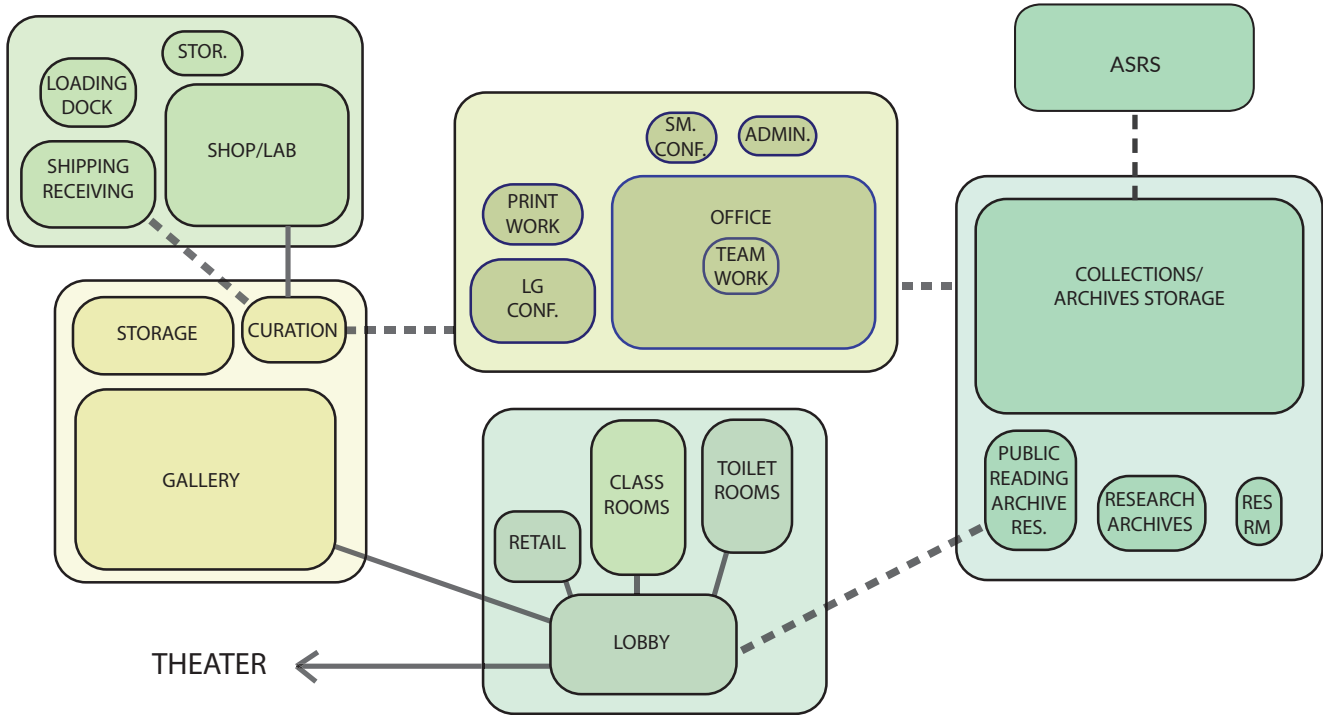 STOR.
LOADING
DOCK
SHOP/LAB
SHIPPING
RECEIVING
STORAGE
CURATION
GALLERY
SM.
CONF.
ADMIN.
PRINT
WORK
OFFICE
TEAM
WORK
LG
CONF.
ASRS
COLLECTIONS/
ARCHIVES STORAGE
PUBLIC
READING
ARCHIVE
RES.
RESEARCH
ARCHIVES
RES
RM
RETAIL
CLASS
ROOMS
TOILET
ROOMS
LOBBY
THEATER